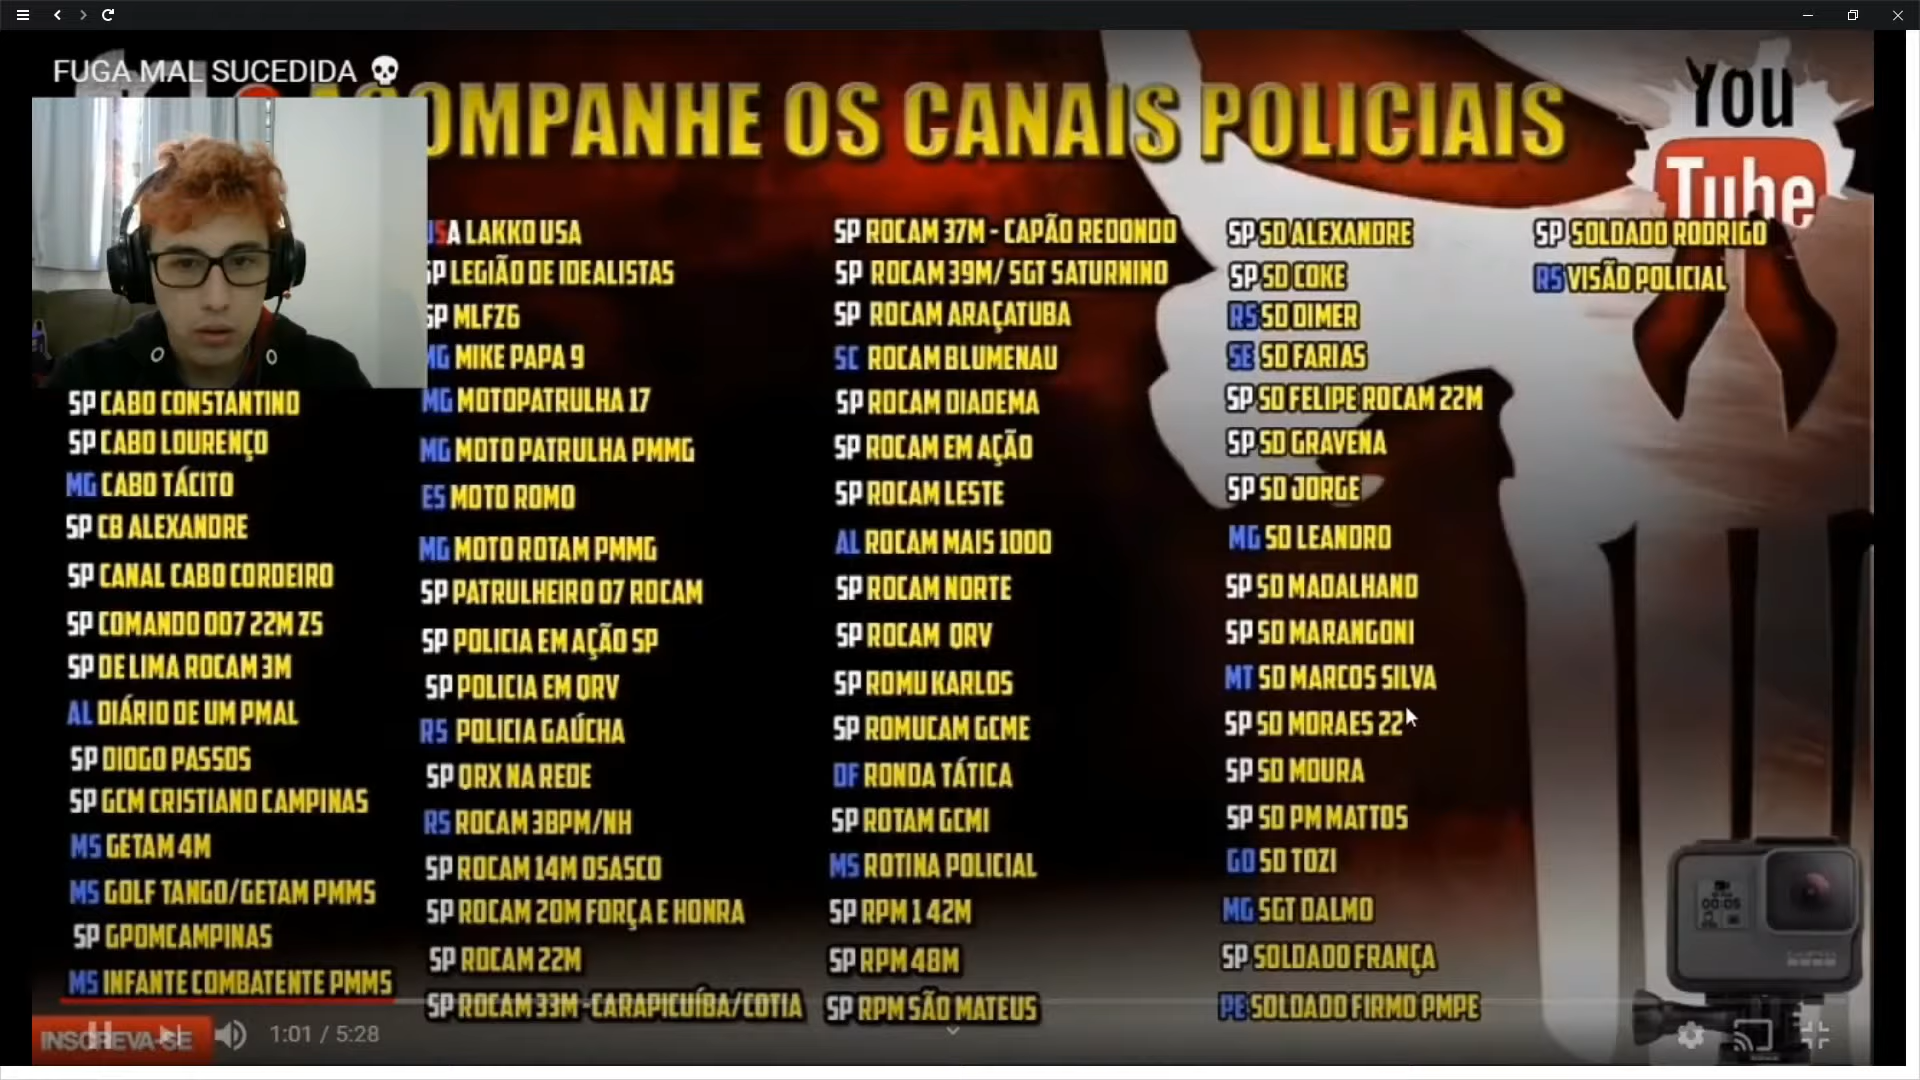 FUGA MAL SUCEDIDA
OMPANHE OS CANAIS POLICIAIS
You
Tube
SP CABO CONSTANTINO
SP CABO LOURENÇO
MG CABO TÁCITO
SP CB ALEXANDRE
SP CANAL CABO CORDEIRO
SP COMANDO 007 22M ZS
SP DE LIMA ROCAM 3M
AL DIÁRIO DE UM PMAL
SP DIOGO PASSOS
SP GCM CRISTIANO CAMPINAS
MS GETAM 4M
MS GOLF TANGO/GETAM PMMS
SP GPOMCAMPINAS
MS INFANTE COMBATENTE PMMS
SA LAKKO USA
SP LEGIÃO DE IDEALISTAS
SP MLFZ6
MG MIKE PAPA 9
MG MOTOPATRULHA 17
MG MOTO PATRULHA PMMG
ES MOTO ROMO
MG MOTO ROTAM PMMG
SP PATRULHEIRO 07 ROCAM
SP POLICIA EM AÇÃO SP
SP POLICIA EM QRV
RS POLICIA GAÚCHA
SP QRX NA REDE
RS ROCAM 3BPM/NH
SP ROCAM 14M OSASCO
SP ROCAM 20M FORÇA E HONRA
SP ROCAM 22M
SP ROCAM 33M -CARAPICUÍBA/COTIA
SP ROCAM 37M - CAPÃO REDONDO
SP ROCAM 39M/ SGT SATURNINO
SP ROCAM ARAÇATUBA
SC ROCAM BLUMENAU
SP ROCAM DIADEMA
SP ROCAM EM AÇÃO
SP ROCAM LESTE
AL ROCAM MAIS 1000
SP ROCAM NORTE
SP ROCAM QRV
SP ROMU KARLOS
SP ROMUCAM GCME
DF RONDA TÁTICA
SP ROTAM GCMI
MS ROTINA POLICIAL
SP RPM 1 42M
SP RPM 48M
SP RPM SÃO MATEUS
SP SD ALEXANDRE
SP SD COKE
RS SD DIMER
SE SD FARIAS
SP SD FELIPE ROCAM 22M
SP SD GRAVENA
SP SD JORGE
MG SD LEANDRO
SP SD MADALHANO
SP SD MARANGONI
MT SD MARCOS SILVA
SP SD MORAES 22
SP SD MOURA
SP SD PM MATTOS
GO SD TOZI
MG SGT DALMO
SP SOLDADO FRANÇA
PE SOLDADO FIRMO PMPE
SP SOLDADO RODRIGO
RS VISÃO POLICIAL
00:05
INSCREVA-SE
1:01 / 5:28